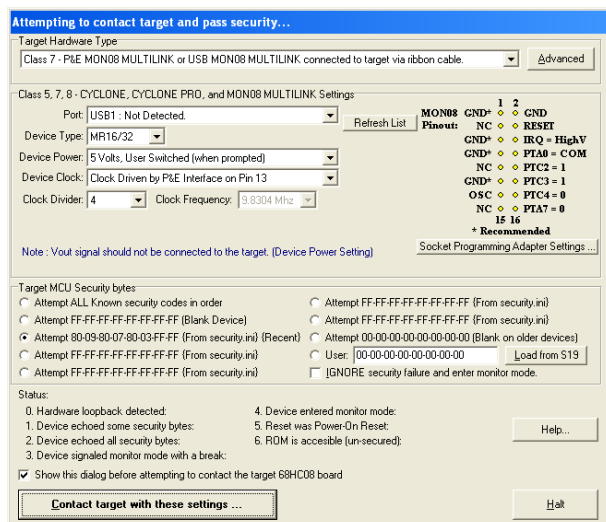 Attempting to contact target and pass security...
Target Hardware Type
Class 7 - P&E MON08 MULTILINK or USB MON08 MULTILINK connected to target via ribbon cable.
Advanced
Class 5, 7, 8 - CYCLONE, CYCLONE PRO, and MON08 MULTILINK Settings
Port: USB1 : Not Detected.
Refresh List
Device Type: MR16/32
Device Power: 5 Volts, User Switched (when prompted)
Device Clock: Clock Driven by P&E Interface on Pin 13
Clock Divider: 4 Clock Frequency: 9.8304 Mhz
1 2
MON08 GND* GND
Pinout: NC RESET
GND* IRQ = HighV
GND* PTA0 = COM
NC PTC2 = 1
GND* PTC3 = 1
OSC PTC4 = 0
NC PTA7 = 0
15 16
* Recommended
Note : Vout signal should not be connected to the target. (Device Power Setting)
Socket Programming Adapter Settings ...
Target MCU Security bytes
Attempt ALL Known security codes in order
Attempt FF-FF-FF-FF-FF-FF-FF-FF (From security.ini)
Attempt FF-FF-FF-FF-FF-FF-FF-FF (Blank Device)
Attempt FF-FF-FF-FF-FF-FF-FF-FF (From security.ini)
Attempt 80-09-80-07-80-03-FF-FF (From security.ini) (Recent)
Attempt 00-00-00-00-00-00-00-00 (Blank on older devices)
Attempt FF-FF-FF-FF-FF-FF-FF-FF (From security.ini)
User: 00-00-00-00-00-00-00-00 Load from S19
Attempt FF-FF-FF-FF-FF-FF-FF-FF (From security.ini)
IGNORE security failure and enter monitor mode.
Status:
0. Hardware loopback detected:
1. Device echoed some security bytes:
2. Device echoed all security bytes:
3. Device signaled monitor mode with a break:
4. Device entered monitor mode:
5. Reset was Power-On Reset:
6. ROM is accesible (un-secured):
Help...
Show this dialog before attempting to contact the target 68HC08 board
Contact target with these settings ...
Halt